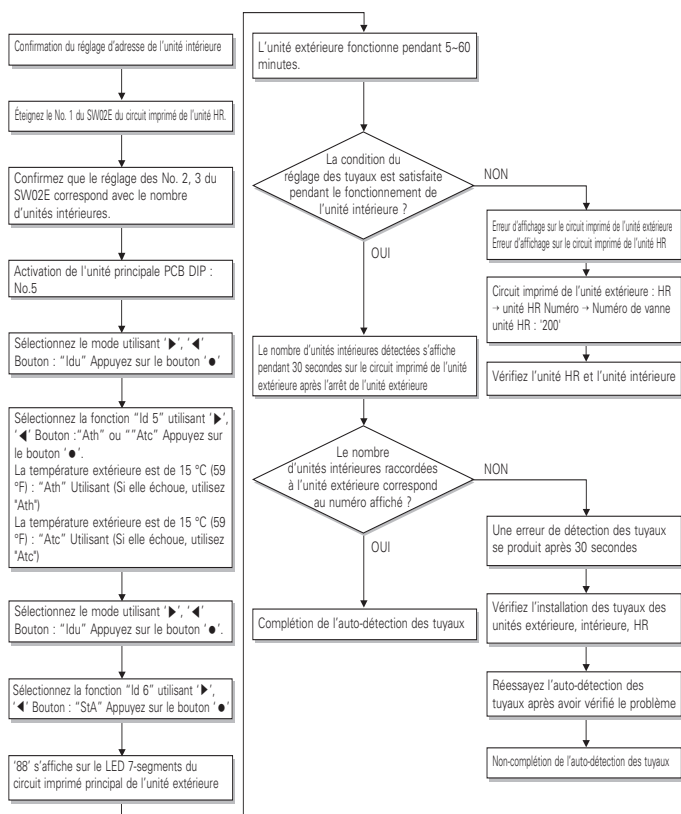 Confirmation du réglage d'adresse de l'unité intérieure
Éteignez le No. 1 du SW02E du circuit imprimé de l'unité HR.
Confirmez que le réglage des No. 2, 3 du
SW02E correspond avec le nombre
d'unités intérieures.
Activation de l'unité principale PCB DIP :
No.5
Sélectionnez le mode utilisant '▶', '◀'
Bouton : "Idu" Appuyez sur le bouton '●'
Sélectionnez la fonction "Id 5" utilisant '▶',
'◀' Bouton :"Ath" ou ""Atc" Appuyez sur
le bouton '●'.
La température extérieure est de 15 °C (59
°F) : "Ath" Utilisant (Si elle échoue, utilisez
"Ath")
La température extérieure est de 15 °C (59
°F) : "Atc" Utilisant (Si elle échoue, utilisez
"Atc")
Sélectionnez le mode utilisant '▶', '◀'
Bouton : "Idu" Appuyez sur le bouton '●'.
Sélectionnez la fonction "Id 6" utilisant '▶',
'◀' Bouton : "StA" Appuyez sur le bouton '●'
'88' s'affiche sur le LED 7-segments du
circuit imprimé principal de l'unité extérieure
L'unité extérieure fonctionne pendant 5~60
minutes.
La condition du
réglage des tuyaux est satisfaite
pendant le fonctionnement de
l'unité intérieure ?
NON
OUI
Erreur d'affichage sur le circuit imprimé de l'unité extérieure
Erreur d'affichage sur le circuit imprimé de l'unité HR
Circuit imprimé de l'unité extérieure : HR
→ unité HR Numéro → Numéro de vanne
unité HR : '200'
Vérifiez l'unité HR et l'unité intérieure
Le nombre d'unités intérieures détectées s'affiche
pendant 30 secondes sur le circuit imprimé de l'unité
extérieure après l'arrêt de l'unité extérieure
Le nombre
d'unités intérieures raccordées
à l'unité extérieure correspond
au numéro affiché ?
NON
OUI
Une erreur de détection des tuyaux
se produit après 30 secondes
Vérifiez l'installation des tuyaux des
unités extérieure, intérieure, HR
Réessayez l'auto-détection des
tuyaux après avoir vérifié le problème
Non-complétion de l'auto-détection des tuyaux
Complétion de l'auto-détection des tuyaux